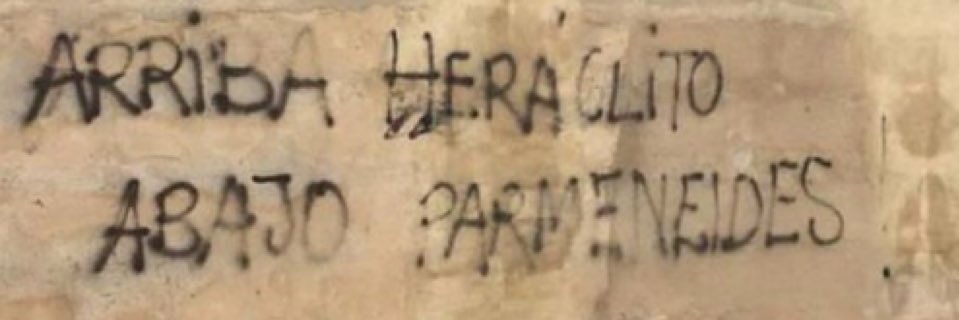 ARRiBA HERÁCLiTO
ABAJO PARMENEIDES